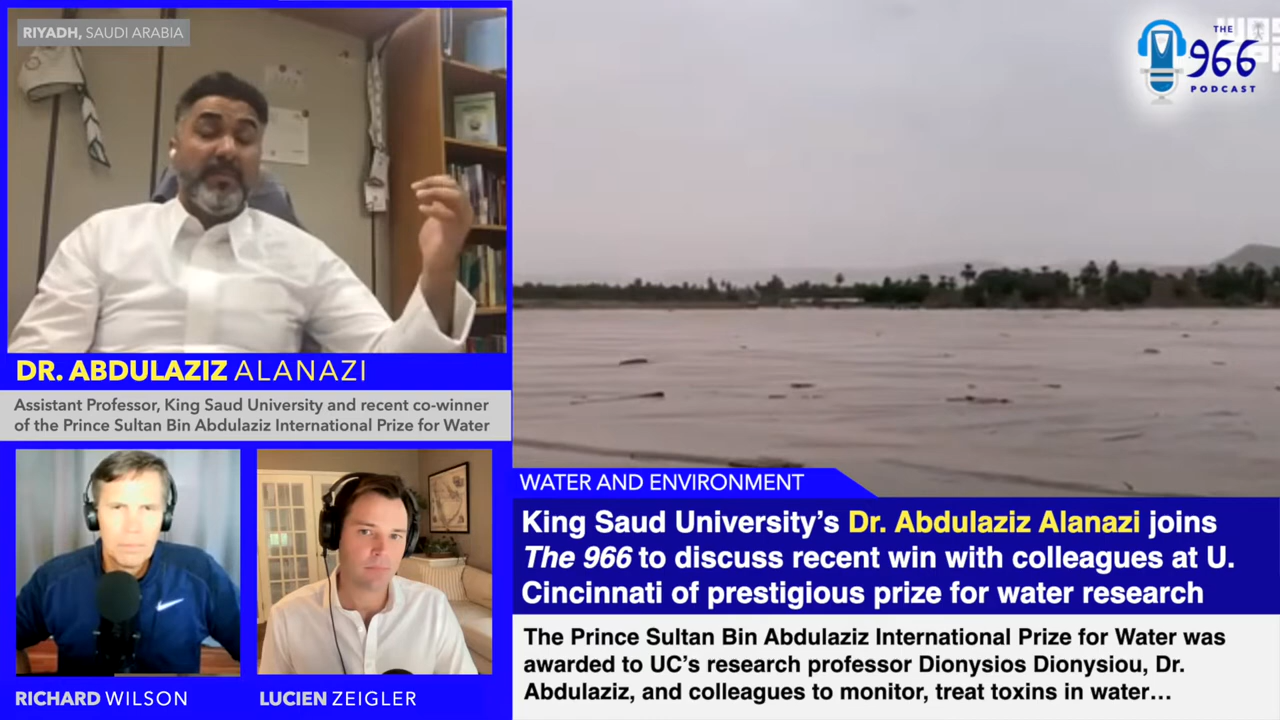 RIYADH, SAUDI ARABIA
DR. ABDULAZIZ ALANAZI
Assistant Professor, King Saud University and recent co-winner
of the Prince Sultan Bin Abdulaziz International Prize for Water
RICHARD WILSON
LUCIEN ZEIGLER
THE
966
PODCAST
WATER AND ENVIRONMENT
King Saud University’s Dr. Abdulaziz Alanazi joins
The 966 to discuss recent win with colleagues at U.
Cincinnati of prestigious prize for water research
The Prince Sultan Bin Abdulaziz International Prize for Water was
awarded to UC’s research professor Dionysios Dionysiou, Dr.
Abdulaziz, and colleagues to monitor, treat toxins in water...